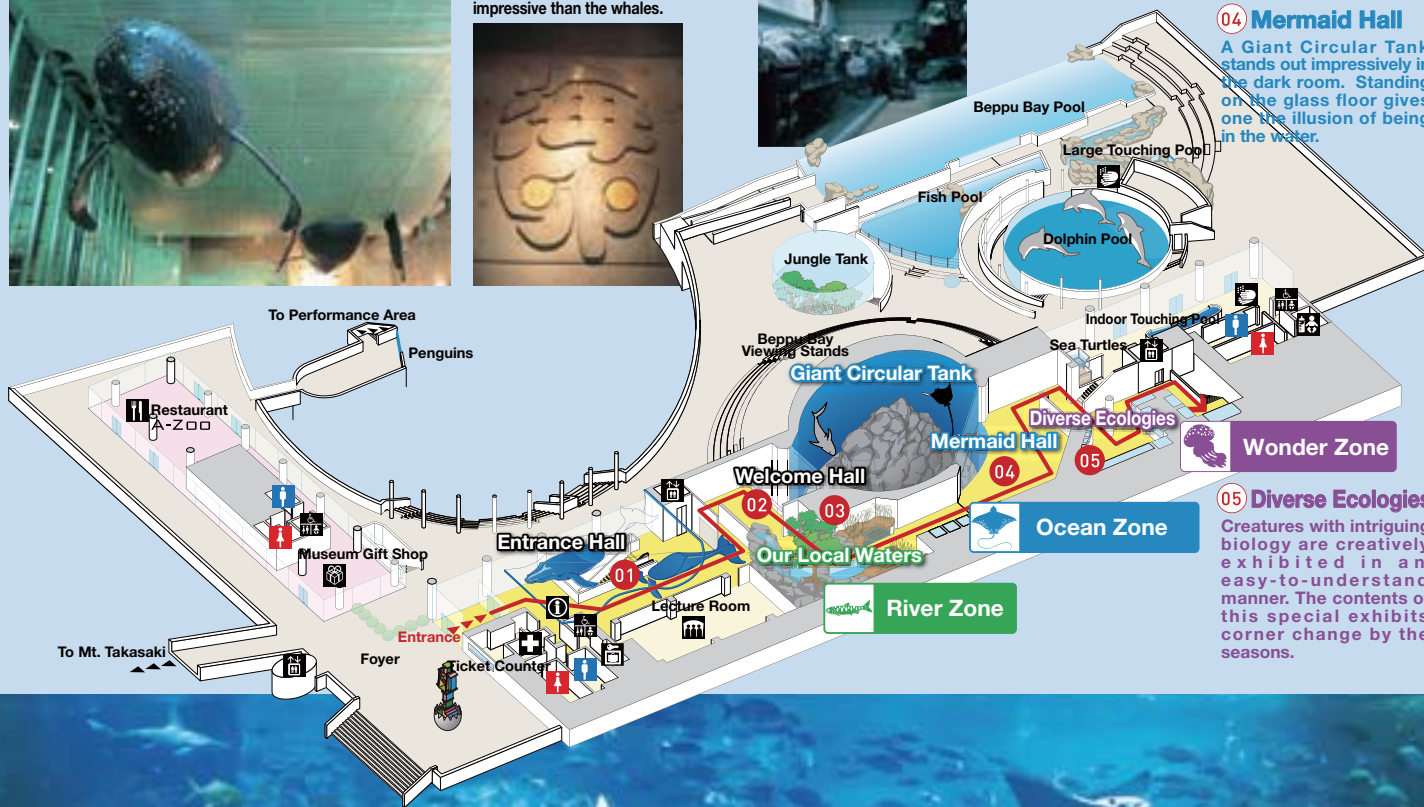 impressive than the whales.
04 Mermaid Hall
A Giant Circular Tank
stands out impressively in
the dark room. Standing
on the glass floor gives
one the illusion of being
in the water.
Beppu Bay Pool
Large Touching Pool
Fish Pool
Dolphin Pool
Jungle Tank
Indoor Touching Pool
Sea Turtles
To Performance Area
Penguins
Beppu Bay
Viewing Stands
Giant Circular Tank
Restaurant
A-ZOO
Diverse Ecologies
05
Mermaid Hall
04
Wonder Zone
Welcome Hall
02
03
Our Local Waters
Ocean Zone
05 Diverse Ecologies
Creatures with intriguing
biology are creatively
exhibited in an
easy-to-understand
manner. The contents of
this special exhibits
corner change by the
seasons.
Entrance Hall
01
Museum Gift Shop
Lecture Room
River Zone
Entrance
To Mt. Takasaki
Foyer
Ticket Counter